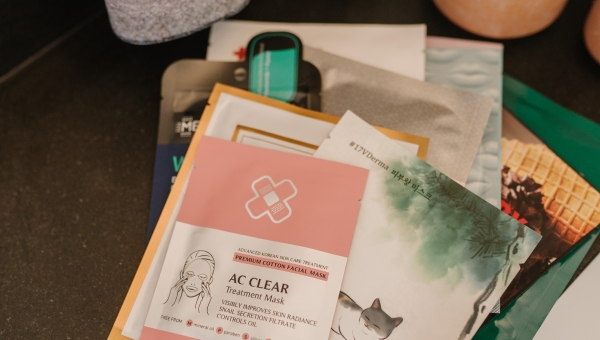 ME
#17VDerma
ADVANCED KOREAN SKIN CARE TREATMENT
PREMIUM COTTON FACIAL MASK
AC CLEAR
Treatment Mask
VISIBLY IMPROVES SKIN RADIANCE
SNAIL SECRETION FILTRATE
CONTROLS OIL